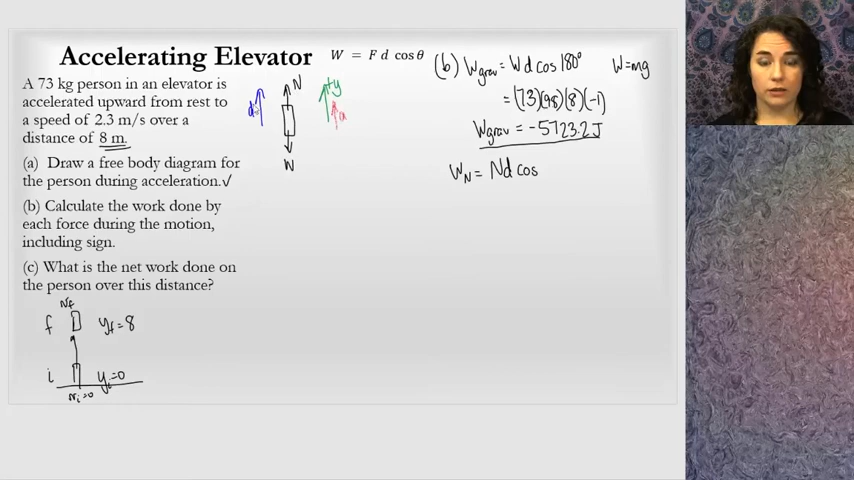 Accelerating Elevator
W = F d cos θ
A 73 kg person in an elevator is
accelerated upward from rest to
a speed of 2.3 m/s over a
distance of 8 m.
(a) Draw a free body diagram for
the person during acceleration.✓
(b) Calculate the work done by
each force during the motion,
including sign.
(c) What is the net work done on
the person over this distance?
d
N
W
+y
a
(b) Wgrav = W d cos 180° W=mg
= (73)(9.8)(8)(-1)
Wgrav = -5723.2 J
W_N = Nd cos
f yf=8
i yi=0